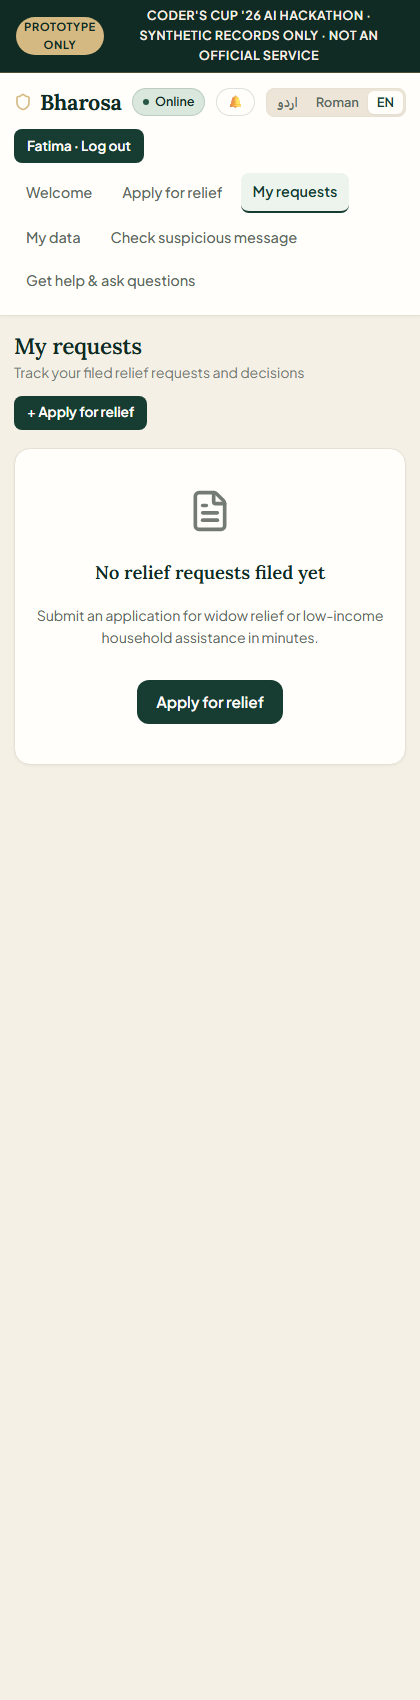 PROTOTYPE
ONLY
CODER'S CUP '26 AI HACKATHON ·
SYNTHETIC RECORDS ONLY · NOT AN
OFFICIAL SERVICE
Bharosa
Online
اردو
Roman
EN
Fatima · Log out
Welcome
Apply for relief
My requests
My data
Check suspicious message
Get help & ask questions
My requests
Track your filed relief requests and decisions
+ Apply for relief
No relief requests filed yet
Submit an application for widow relief or low-income
household assistance in minutes.
Apply for relief